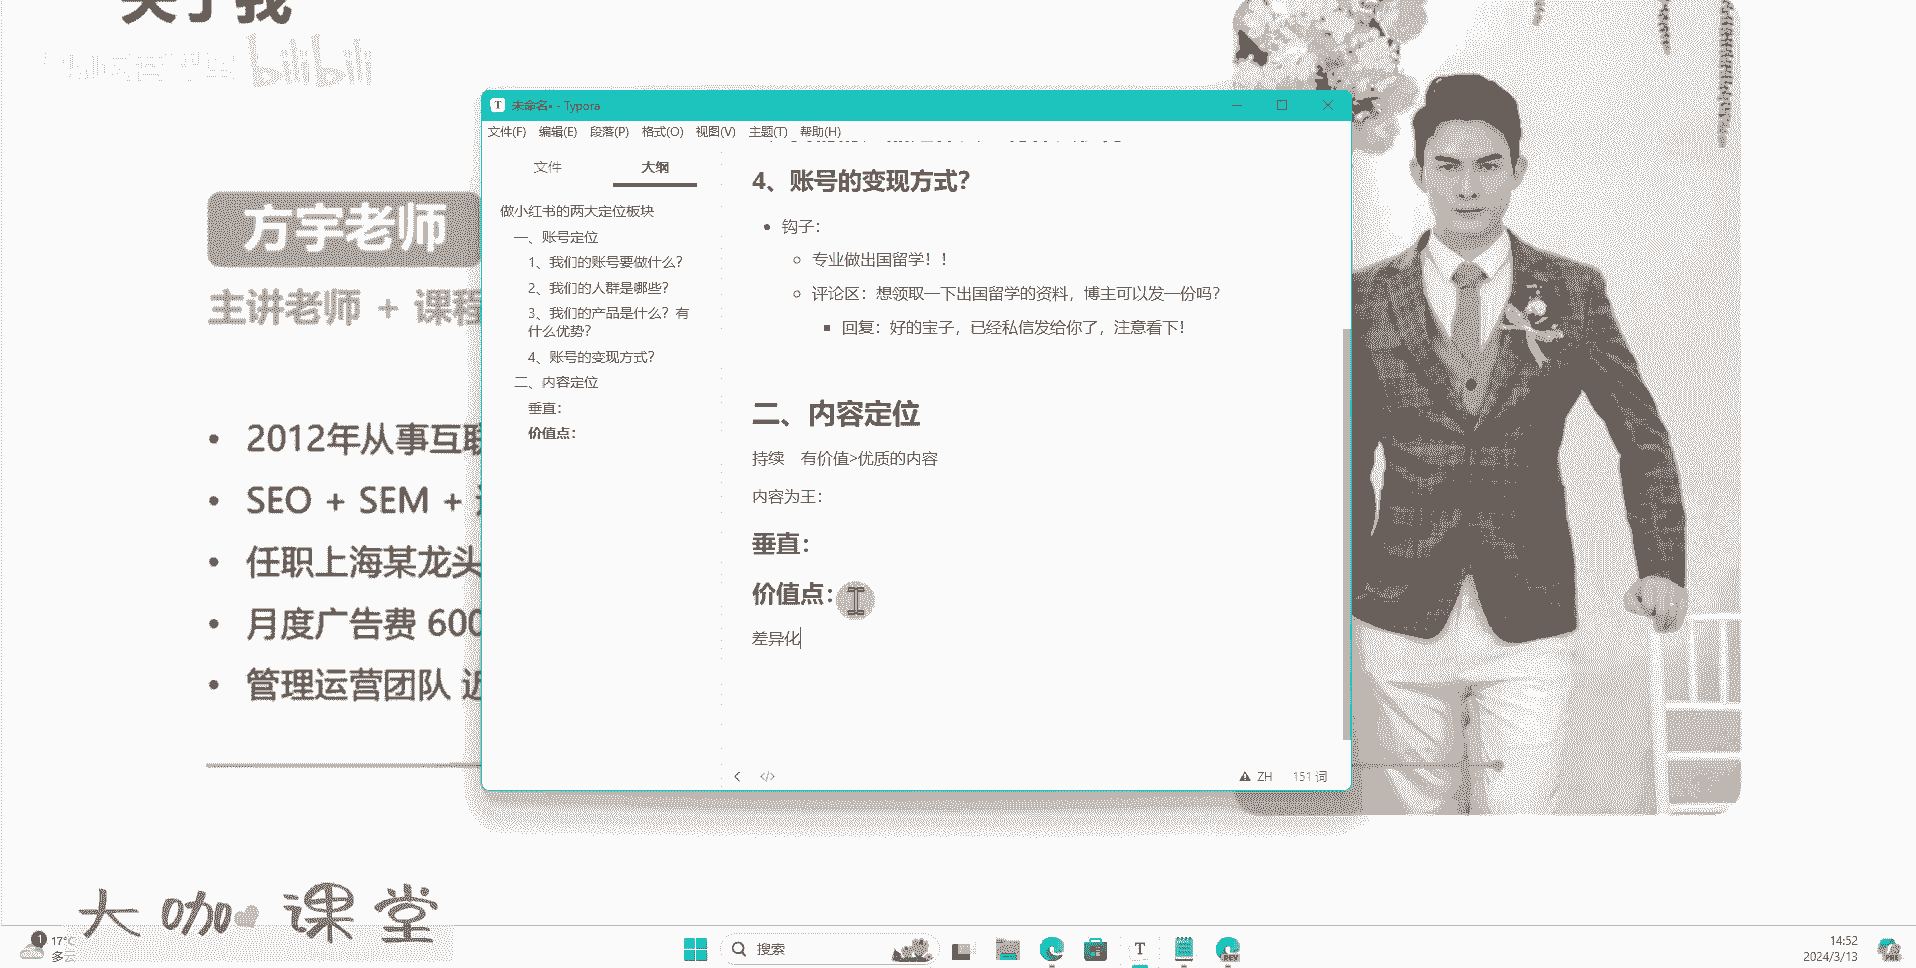 关于我
bilibili
方宇老师
主讲老师 + 课程
2012年从事互联
SEO + SEM +
任职上海某龙头
月度广告费 600
管理运营团队 近
未命名• - Typora
文件(F) 编辑(E) 段落(P) 格式(O) 视图(V) 主题(T) 帮助(H)
文件 大纲
做小红书的两大定位板块
一、账号定位
1、我们的账号要做什么？
2、我们的人群是哪些？
3、我们的产品是什么？有
什么优势？
4、账号的变现方式？
二、内容定位
垂直：
价值点：
4、账号的变现方式？
钩子：
专业做出国留学！！
评论区：想领取一下出国留学的资料，博主可以发一份吗？
回复：好的宝子，已经私信发给你了，注意看下！
二、内容定位
持续 有价值>优质的内容
内容为王：
垂直：
价值点：
差异化
</> ZH 151 词
大咖课堂
1 17°C
多云
搜索
T
DEV
14:52
2024/3/13
PRE